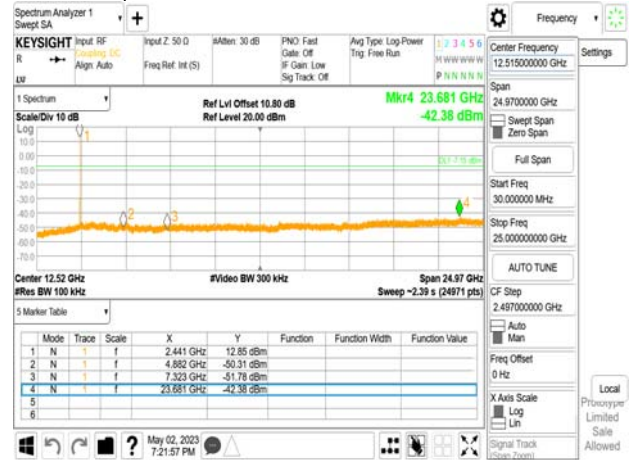 Spectrum Analyzer 1
Swept SA
+
Frequency
KEYSIGHT
R
LV
Input: RF
Coupling: DC
Align: Auto
Input Z: 50 Ω
Freq Ref: Int (S)
#Atten: 30 dB
PNO: Fast
Gate: Off
IF Gain: Low
Sig Track: Off
Avg Type: Log-Power
Trig: Free Run
1 2 3 4 5 6
M W W W W W
P N N N N N
Center Frequency
12.515000000 GHz
Settings
Span
24.9700000 GHz
Swept Span
Zero Span
Full Span
Start Freq
30.000000 MHz
Stop Freq
25.000000000 GHz
AUTO TUNE
CF Step
2.497000000 GHz
Auto
Man
Freq Offset
0 Hz
X Axis Scale
Log
Lin
Signal Track
(Span Zoom)
Local
Prototype
Limited
Sale
Allowed
1 Spectrum
Scale/Div 10 dB
Ref Lvl Offset 10.80 dB
Ref Level 20.00 dBm
Mkr4 23.681 GHz
-42.38 dBm
Log
10.0
0.00
-10.0
-20.0
-30.0
-40.0
-50.0
-60.0
-70.0
1
2
3
4
Center 12.52 GHz
#Res BW 100 kHz
#Video BW 300 kHz
Span 24.97 GHz
Sweep ~2.39 s (24971 pts)
5 Marker Table
Mode Trace Scale X Y Function Function Width Function Value
1 N 1 f 2.441 GHz 12.85 dBm
2 N 1 f 4.882 GHz -50.31 dBm
3 N 1 f 7.323 GHz -51.78 dBm
4 N 1 f 23.681 GHz -42.38 dBm
5
6
?
May 02, 2023
7:21:57 PM